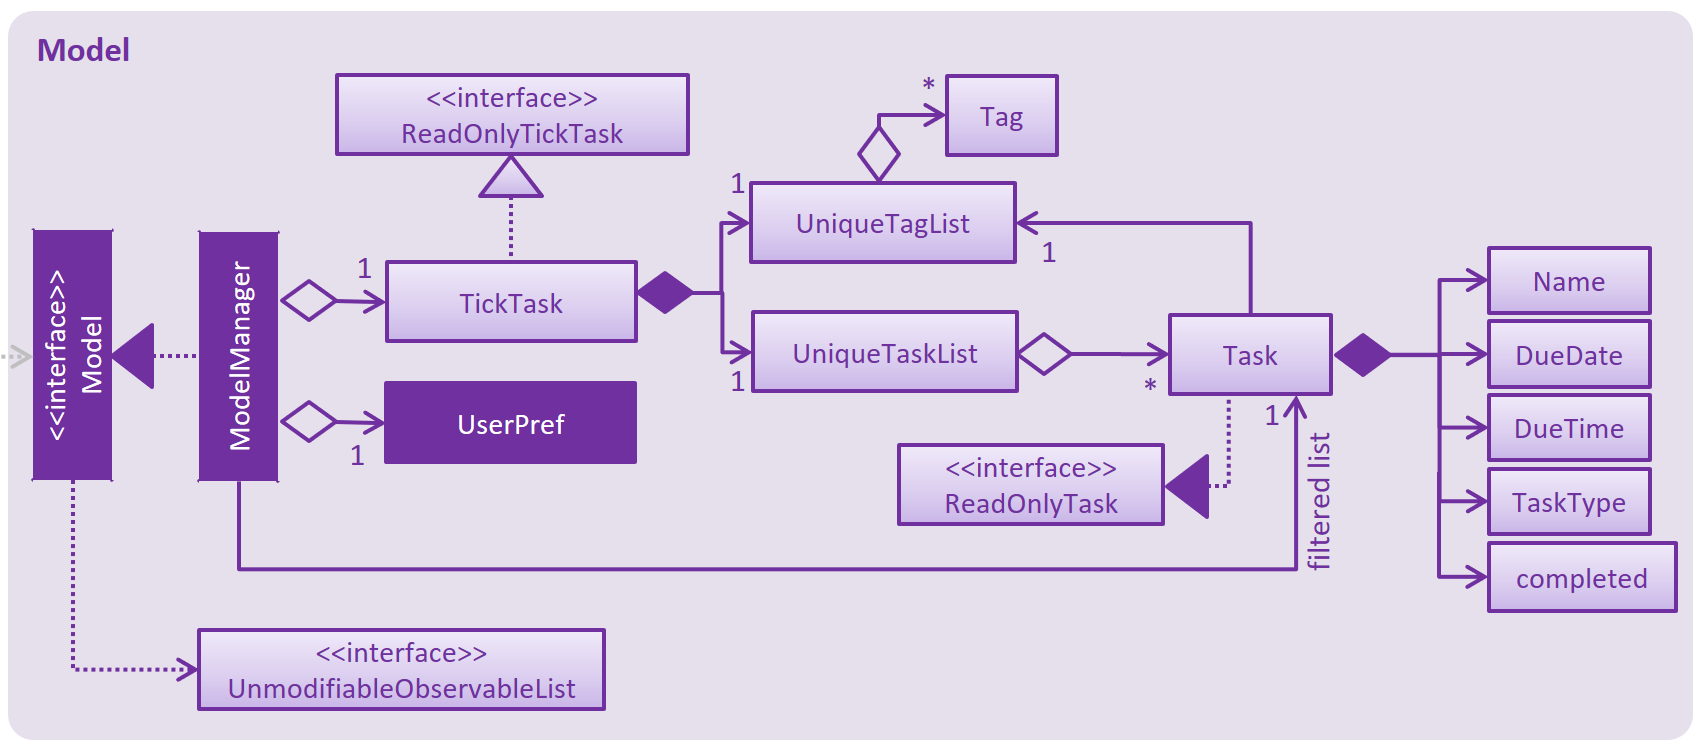 Model
<<interface>>
ReadOnlyTickTask
*
Tag
1
UniqueTagList
1
<<interface>>
Model
ModelManager
1
TickTask
1
UserPref
1
UniqueTaskList
*
Task
1
filtered list
<<interface>>
ReadOnlyTask
Name
DueDate
DueTime
TaskType
completed
<<interface>>
UnmodifiableObservableList